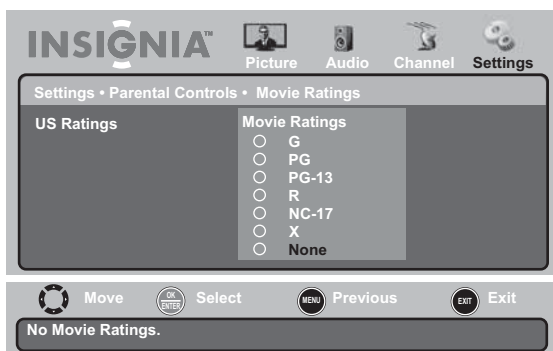 INSIGNIA™
Picture Audio Channel Settings
Settings • Parental Controls • Movie Ratings
US Ratings
Movie Ratings
G
PG
PG-13
R
NC-17
X
None
Move OK ENTER Select MENU Previous EXIT Exit
No Movie Ratings.